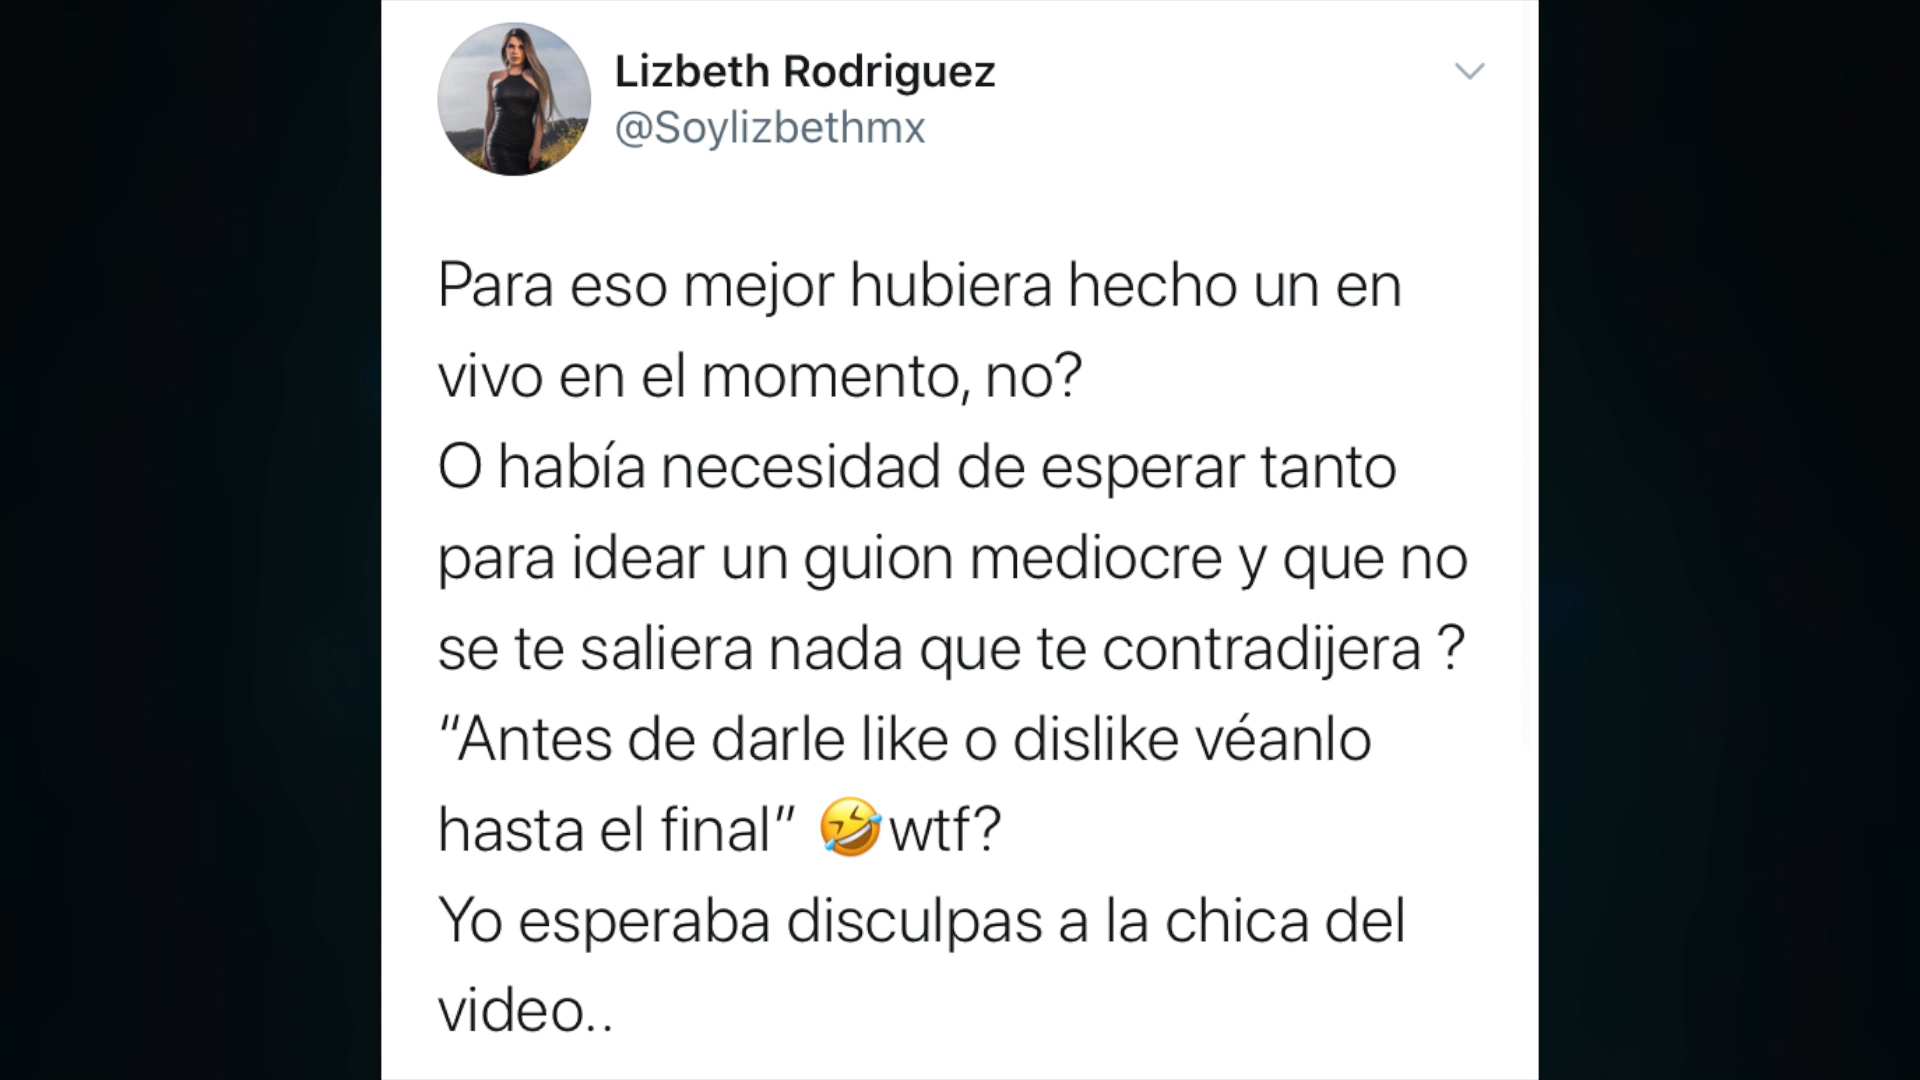 Lizbeth Rodriguez
@Soylizbethmx
Para eso mejor hubiera hecho un en
vivo en el momento, no?
O había necesidad de esperar tanto
para idear un guion mediocre y que no
se te saliera nada que te contradijera ?
“Antes de darle like o dislike véanlo
hasta el final” 🤣wtf?
Yo esperaba disculpas a la chica del
video..